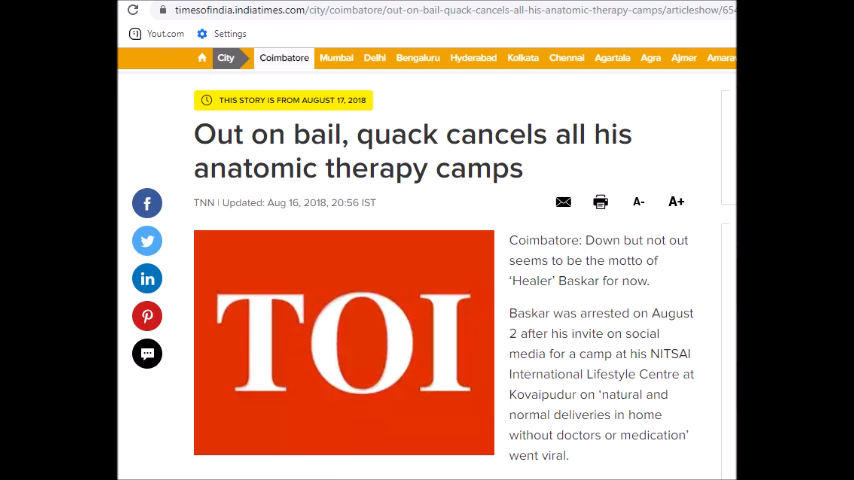 timesofindia.indiatimes.com/city/coimbatore/out-on-bail-quack-cancels-all-his-anatomic-therapy-camps/articleshow/654
Yout.com Settings
City Coimbatore Mumbai Delhi Bengaluru Hyderabad Kolkata Chennai Agartala Agra Ajmer Amarav
THIS STORY IS FROM AUGUST 17, 2018
Out on bail, quack cancels all his
anatomic therapy camps
TNN | Updated: Aug 16, 2018, 20:56 IST
A- A+
TOI
Coimbatore: Down but not out
seems to be the motto of
‘Healer’ Baskar for now.
Baskar was arrested on August
2 after his invite on social
media for a camp at his NITSAI
International Lifestyle Centre at
Kovaipudur on ‘natural and
normal deliveries in home
without doctors or medication’
went viral.